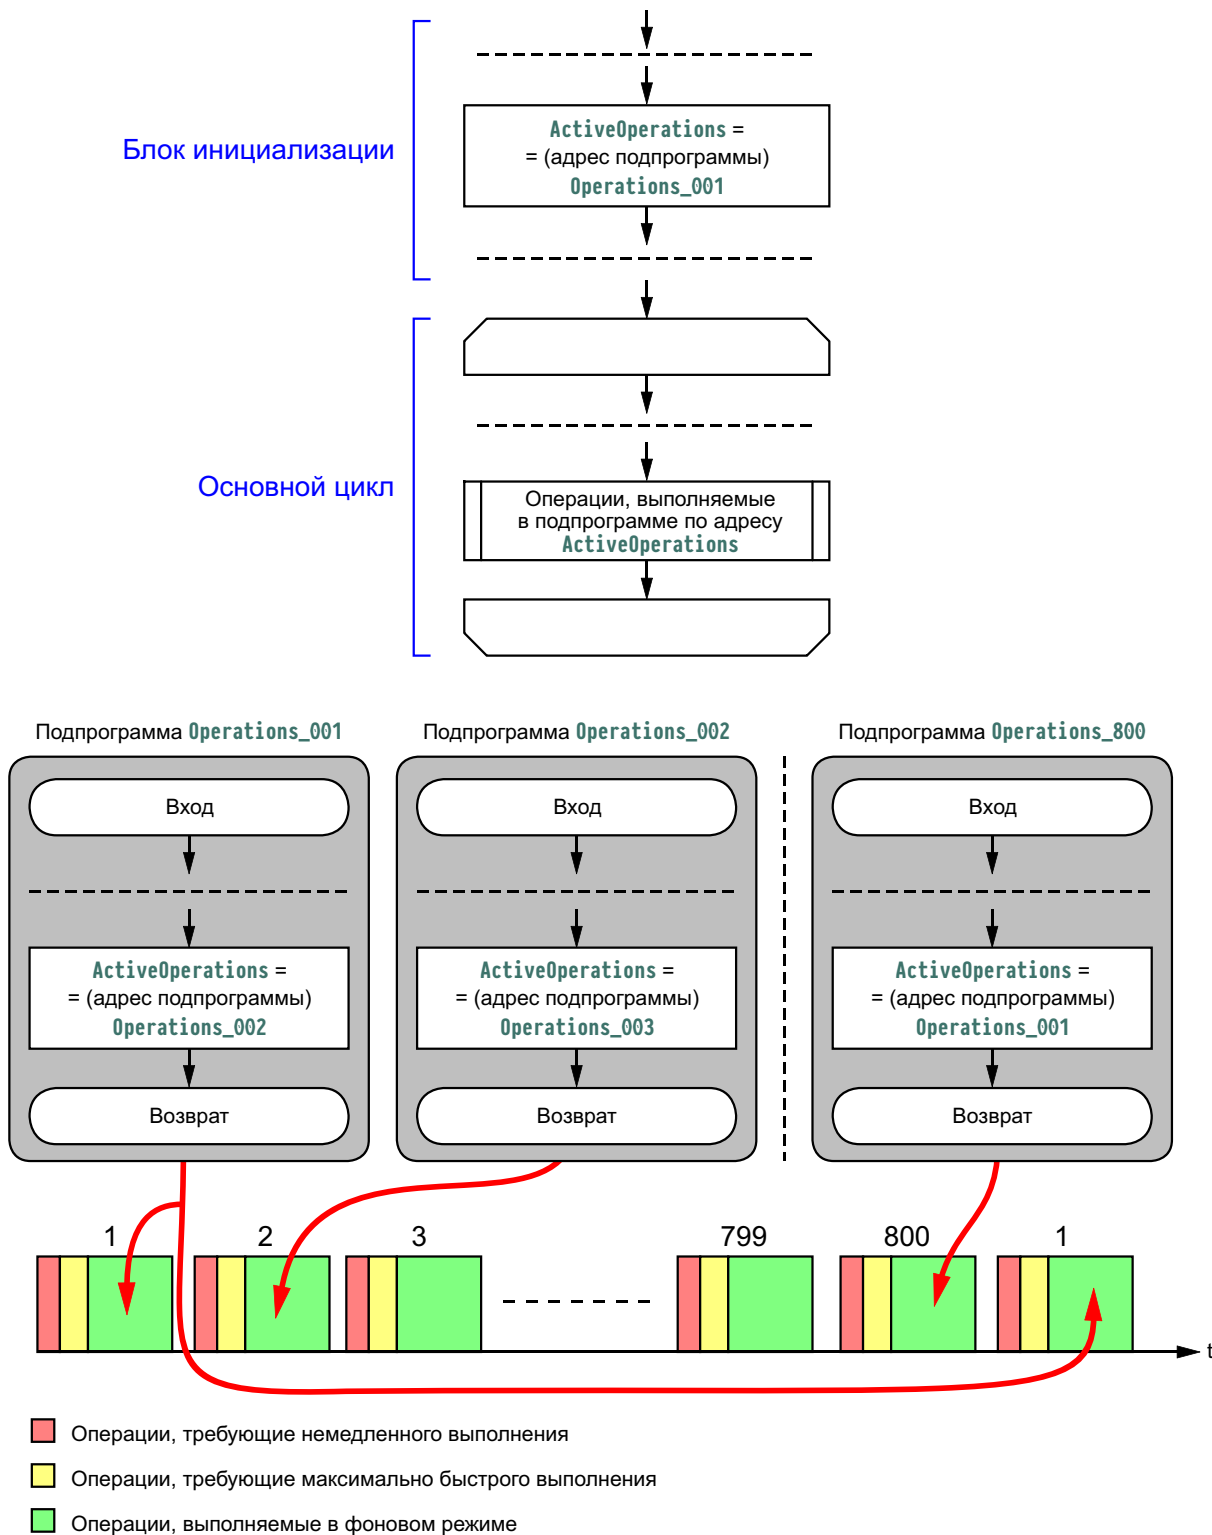 Блок инициализации
ActiveOperations =
= (адрес подпрограммы)
Operations_001
Основной цикл
Операции, выполняемые
в подпрограмме по адресу
ActiveOperations
Подпрограмма Operations_001
Вход
ActiveOperations =
= (адрес подпрограммы)
Operations_002
Возврат
Подпрограмма Operations_002
Вход
ActiveOperations =
= (адрес подпрограммы)
Operations_003
Возврат
Подпрограмма Operations_800
Вход
ActiveOperations =
= (адрес подпрограммы)
Operations_001
Возврат
1 2 3 799 800 1
t
Операции, требующие немедленного выполнения
Операции, требующие максимально быстрого выполнения
Операции, выполняемые в фоновом режиме